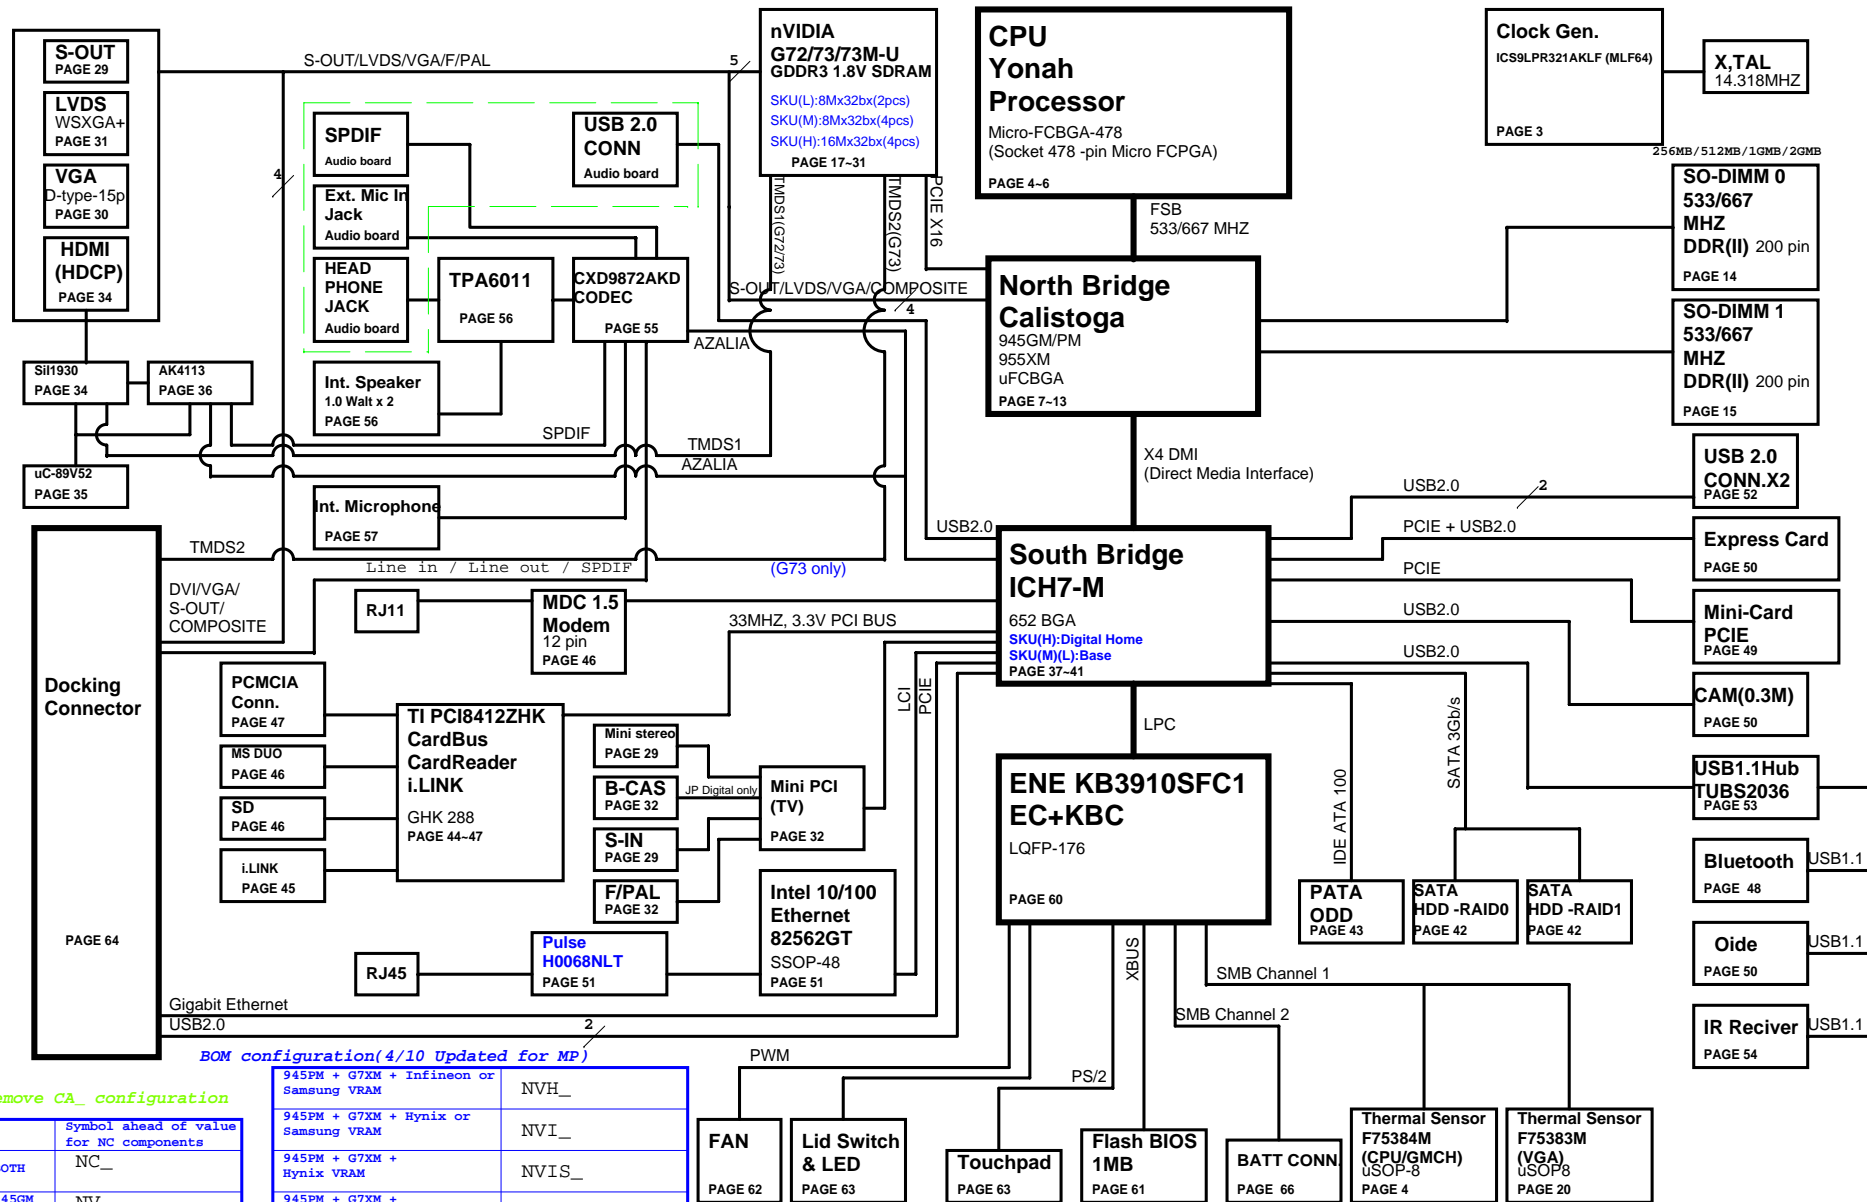 S-OUT
PAGE 29
LVDS
WSXGA+
PAGE 31
VGA
D-type-15p
PAGE 30
HDMI
(HDCP)
PAGE 34
SiI1930
PAGE 34
AK4113
PAGE 36
uC-89V52
PAGE 35
S-OUT/LVDS/VGA/F/PAL
5
4
SPDIF
Audio board
USB 2.0
CONN
Audio board
Ext. Mic In
Jack
Audio board
HEAD
PHONE
JACK
Audio board
TPA6011
PAGE 56
CXD9872AKD
CODEC
PAGE 55
Int. Speaker
1.0 Walt x 2
PAGE 56
Int. Microphone
PAGE 57
AZALIA
SPDIF
TMDS1
AZALIA
nVIDIA
G72/73/73M-U
GDDR3 1.8V SDRAM
SKU(L):8Mx32bx(2pcs)
SKU(M):8Mx32bx(4pcs)
SKU(H):16Mx32bx(4pcs)
PAGE 17~31
TMDS1(G72/73)
TMDS2(G73)
PCIE X16
S-OUT/LVDS/VGA/COMPOSITE
4
CPU
Yonah
Processor
Micro-FCBGA-478
(Socket 478 -pin Micro FCPGA)
PAGE 4~6
FSB
533/667 MHZ
Clock Gen.
ICS9LPR321AKLF (MLF64)
PAGE 3
X,TAL
14.318MHZ
256MB/512MB/1GMB/2GMB
SO-DIMM 0
533/667
MHZ
DDR(II) 200 pin
PAGE 14
SO-DIMM 1
533/667
MHZ
DDR(II) 200 pin
PAGE 15
North Bridge
Calistoga
945GM/PM
955XM
uFCBGA
PAGE 7~13
X4 DMI
(Direct Media Interface)
USB2.0
South Bridge
ICH7-M
652 BGA
SKU(H):Digital Home
SKU(M)(L):Base
PAGE 37~41
USB2.0
2
PCIE + USB2.0
PCIE
USB2.0
USB2.0
USB 2.0
CONN.X2
PAGE 52
Express Card
PAGE 50
Mini-Card
PCIE
PAGE 49
CAM(0.3M)
PAGE 50
USB1.1Hub
TUBS2036
PAGE 53
Bluetooth
PAGE 48
USB1.1
Oide
PAGE 50
USB1.1
IR Reciver
PAGE 54
USB1.1
Docking
Connector
PAGE 64
TMDS2
DVI/VGA/
S-OUT/
COMPOSITE
Line in / Line out / SPDIF
(G73 only)
RJ11
MDC 1.5
Modem
12 pin
PAGE 46
33MHZ, 3.3V PCI BUS
LCI
PCIE
PCMCIA
Conn.
PAGE 47
MS DUO
PAGE 46
SD
PAGE 46
i.LINK
PAGE 45
TI PCI8412ZHK
CardBus
CardReader
i.LINK
GHK 288
PAGE 44~47
Mini stereo
PAGE 29
B-CAS
PAGE 32
JP Digital only
S-IN
PAGE 29
F/PAL
PAGE 32
Mini PCI
(TV)
PAGE 32
Intel 10/100
Ethernet
82562GT
SSOP-48
PAGE 51
Pulse
H0068NLT
PAGE 51
RJ45
Gigabit Ethernet
USB2.0
2
LPC
ENE KB3910SFC1
EC+KBC
LQFP-176
PAGE 60
IDE ATA 100
SATA 3Gb/s
PATA
ODD
PAGE 43
SATA
HDD -RAID0
PAGE 42
SATA
HDD -RAID1
PAGE 42
XBUS
SMB Channel 1
SMB Channel 2
PWM
PS/2
FAN
PAGE 62
Lid Switch
& LED
PAGE 63
Touchpad
PAGE 63
Flash BIOS
1MB
PAGE 61
BATT CONN.
PAGE 66
Thermal Sensor
F75384M
(CPU/GMCH)
uSOP-8
PAGE 4
Thermal Sensor
F75383M
(VGA)
uSOP8
PAGE 20
BOM configuration(4/10 Updated for MP)
945PM + G7XM + Infineon or
Samsung VRAM
NVH_
945PM + G7XM + Hynix or
Samsung VRAM
NVI_
945PM + G7XM +
Hynix VRAM
NVIS_
945PM + G7XM +
emove CA_ configuration
Symbol ahead of value
for NC components
OTH
NC_
45GM
NV